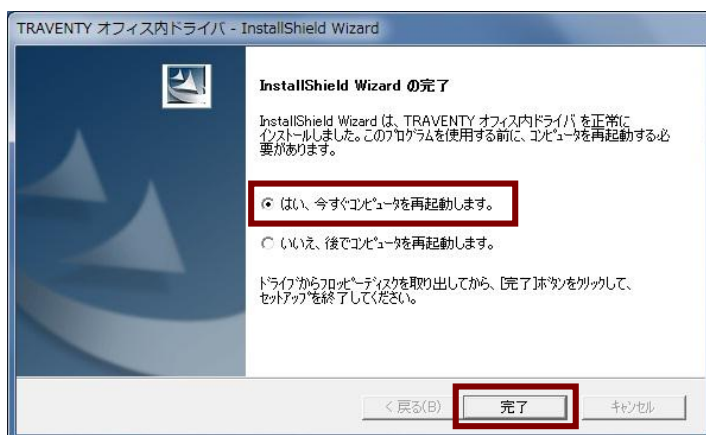 TRAVENTY オフィス内ドライバ - InstallShield Wizard
InstallShield Wizard の完了
InstallShield Wizard は、TRAVENTY オフィス内ドライバ を正常に
インストールしました。このプログラムを使用する前に、コンピュータを再起動する必
要があります。
はい、今すぐコンピュータを再起動します。
いいえ、後でコンピュータを再起動します。
ドライブからフロッピーディスクを取り出してから、[完了]ボタンをクリックして、
セットアップを終了してください。
< 戻る(B)
完了
キャンセル